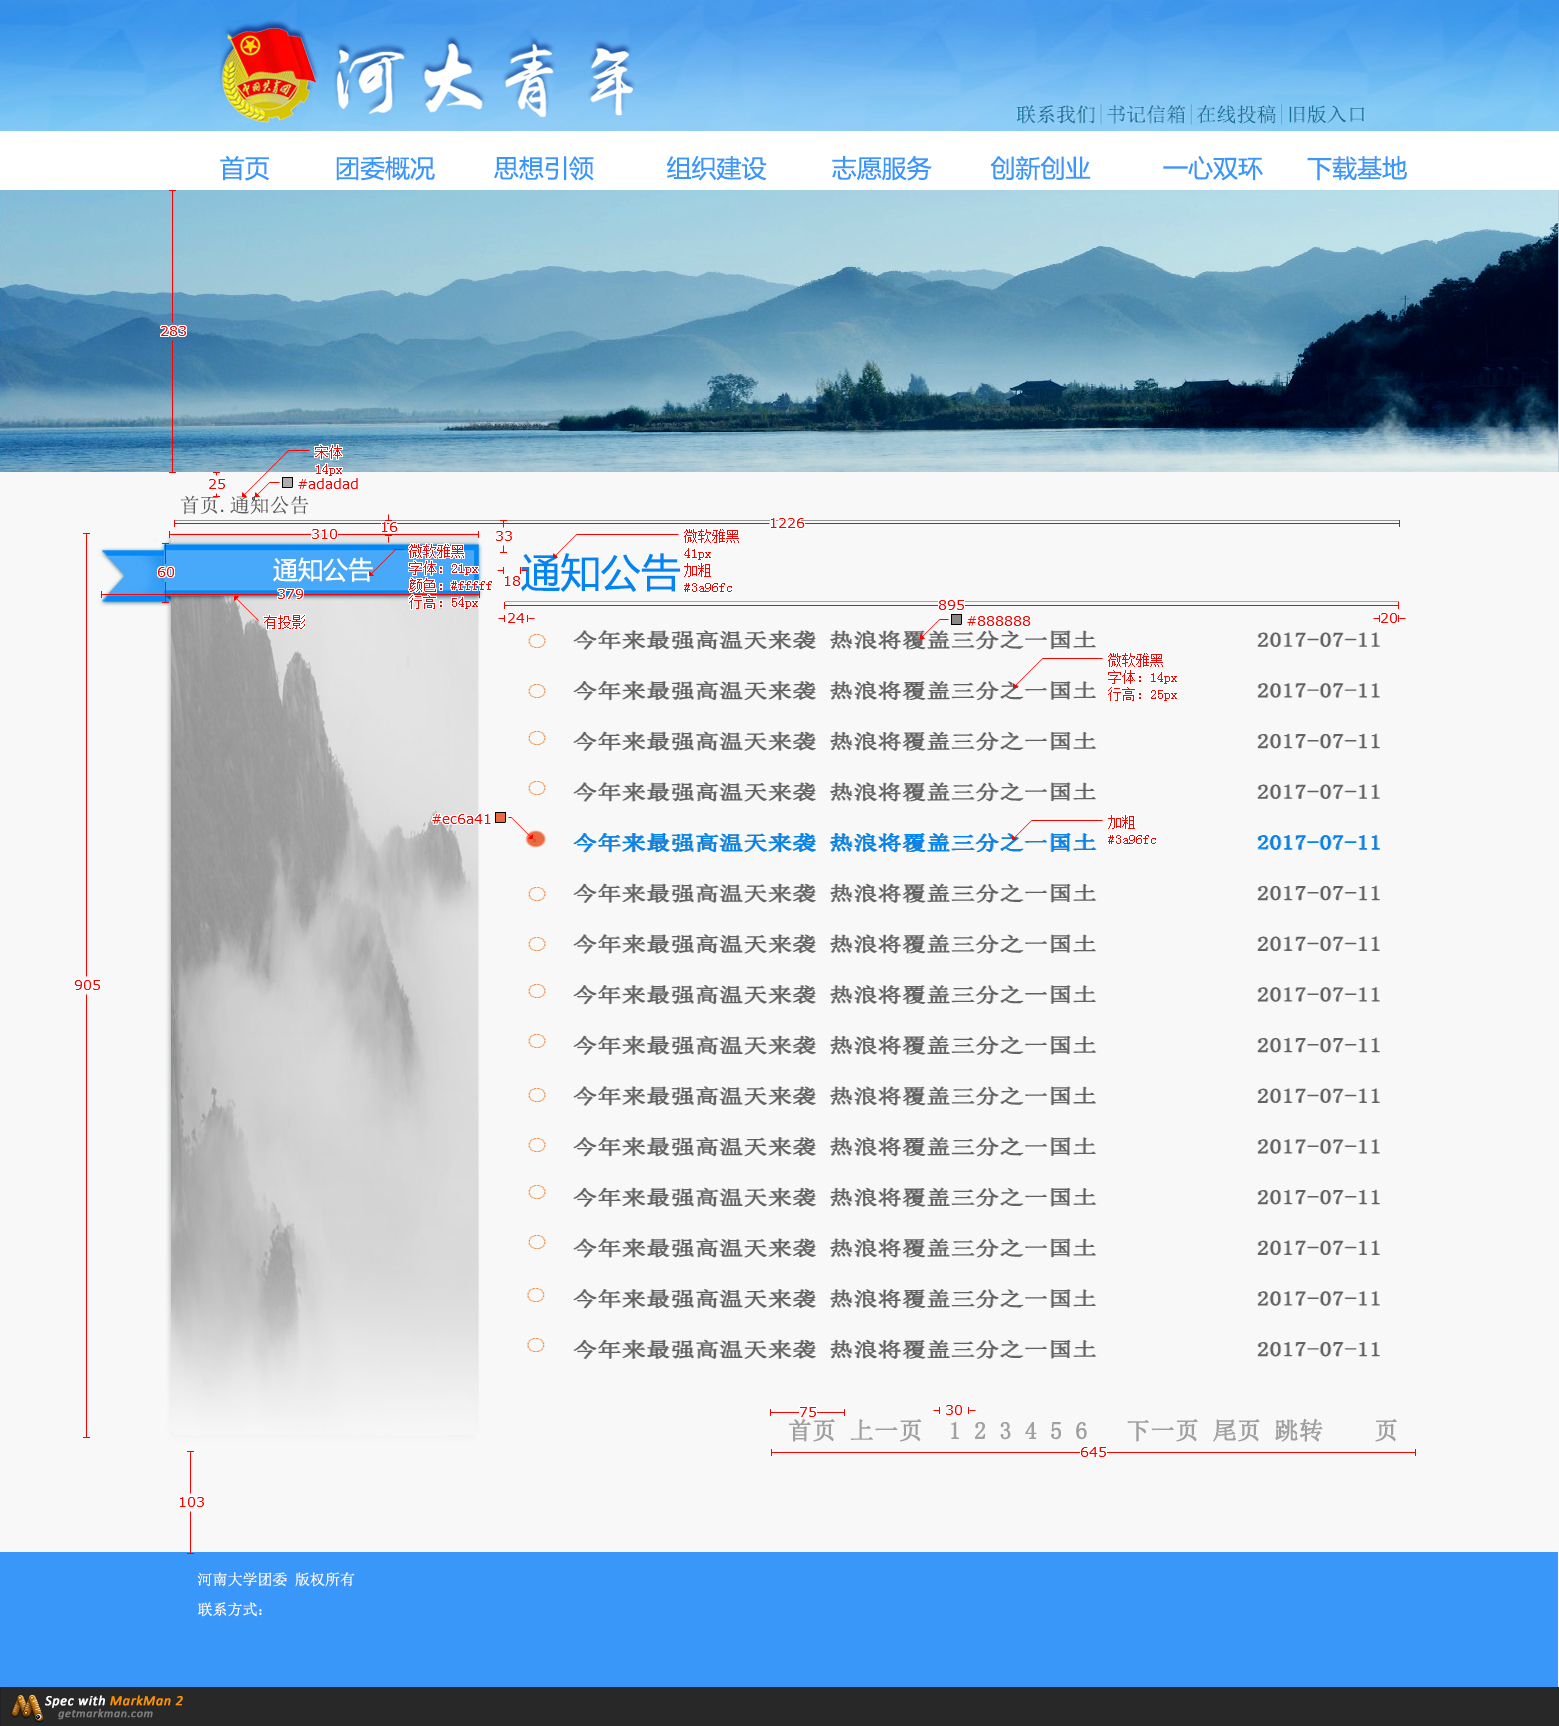 河大青年
联系我们 书记信箱 在线投稿 旧版入口
首页 团委概况 思想引领 组织建设 志愿服务 创新创业 一心双环 下载基地
283
宋体
14px
25
#adadad
首页.通知公告
1226
16
310
33
微软雅黑
41px
加粗
#3a96fc
通知公告
18
60
通知公告
微软雅黑
字体：21px
颜色：#fffff
行高：54px
379
有投影
895
24
20
#888888
今年来最强高温天来袭 热浪将覆盖三分之一国土 2017-07-11
微软雅黑
字体：14px
行高：25px
今年来最强高温天来袭 热浪将覆盖三分之一国土 2017-07-11
今年来最强高温天来袭 热浪将覆盖三分之一国土 2017-07-11
今年来最强高温天来袭 热浪将覆盖三分之一国土 2017-07-11
#ec6a41
加粗
#3a96fc
今年来最强高温天来袭 热浪将覆盖三分之一国土 2017-07-11
今年来最强高温天来袭 热浪将覆盖三分之一国土 2017-07-11
今年来最强高温天来袭 热浪将覆盖三分之一国土 2017-07-11
905
今年来最强高温天来袭 热浪将覆盖三分之一国土 2017-07-11
今年来最强高温天来袭 热浪将覆盖三分之一国土 2017-07-11
今年来最强高温天来袭 热浪将覆盖三分之一国土 2017-07-11
今年来最强高温天来袭 热浪将覆盖三分之一国土 2017-07-11
今年来最强高温天来袭 热浪将覆盖三分之一国土 2017-07-11
今年来最强高温天来袭 热浪将覆盖三分之一国土 2017-07-11
今年来最强高温天来袭 热浪将覆盖三分之一国土 2017-07-11
今年来最强高温天来袭 热浪将覆盖三分之一国土 2017-07-11
75
30
首页 上一页 1 2 3 4 5 6 下一页 尾页 跳转 页
645
103
河南大学团委 版权所有
联系方式：
Spec with MarkMan 2
getmarkman.com